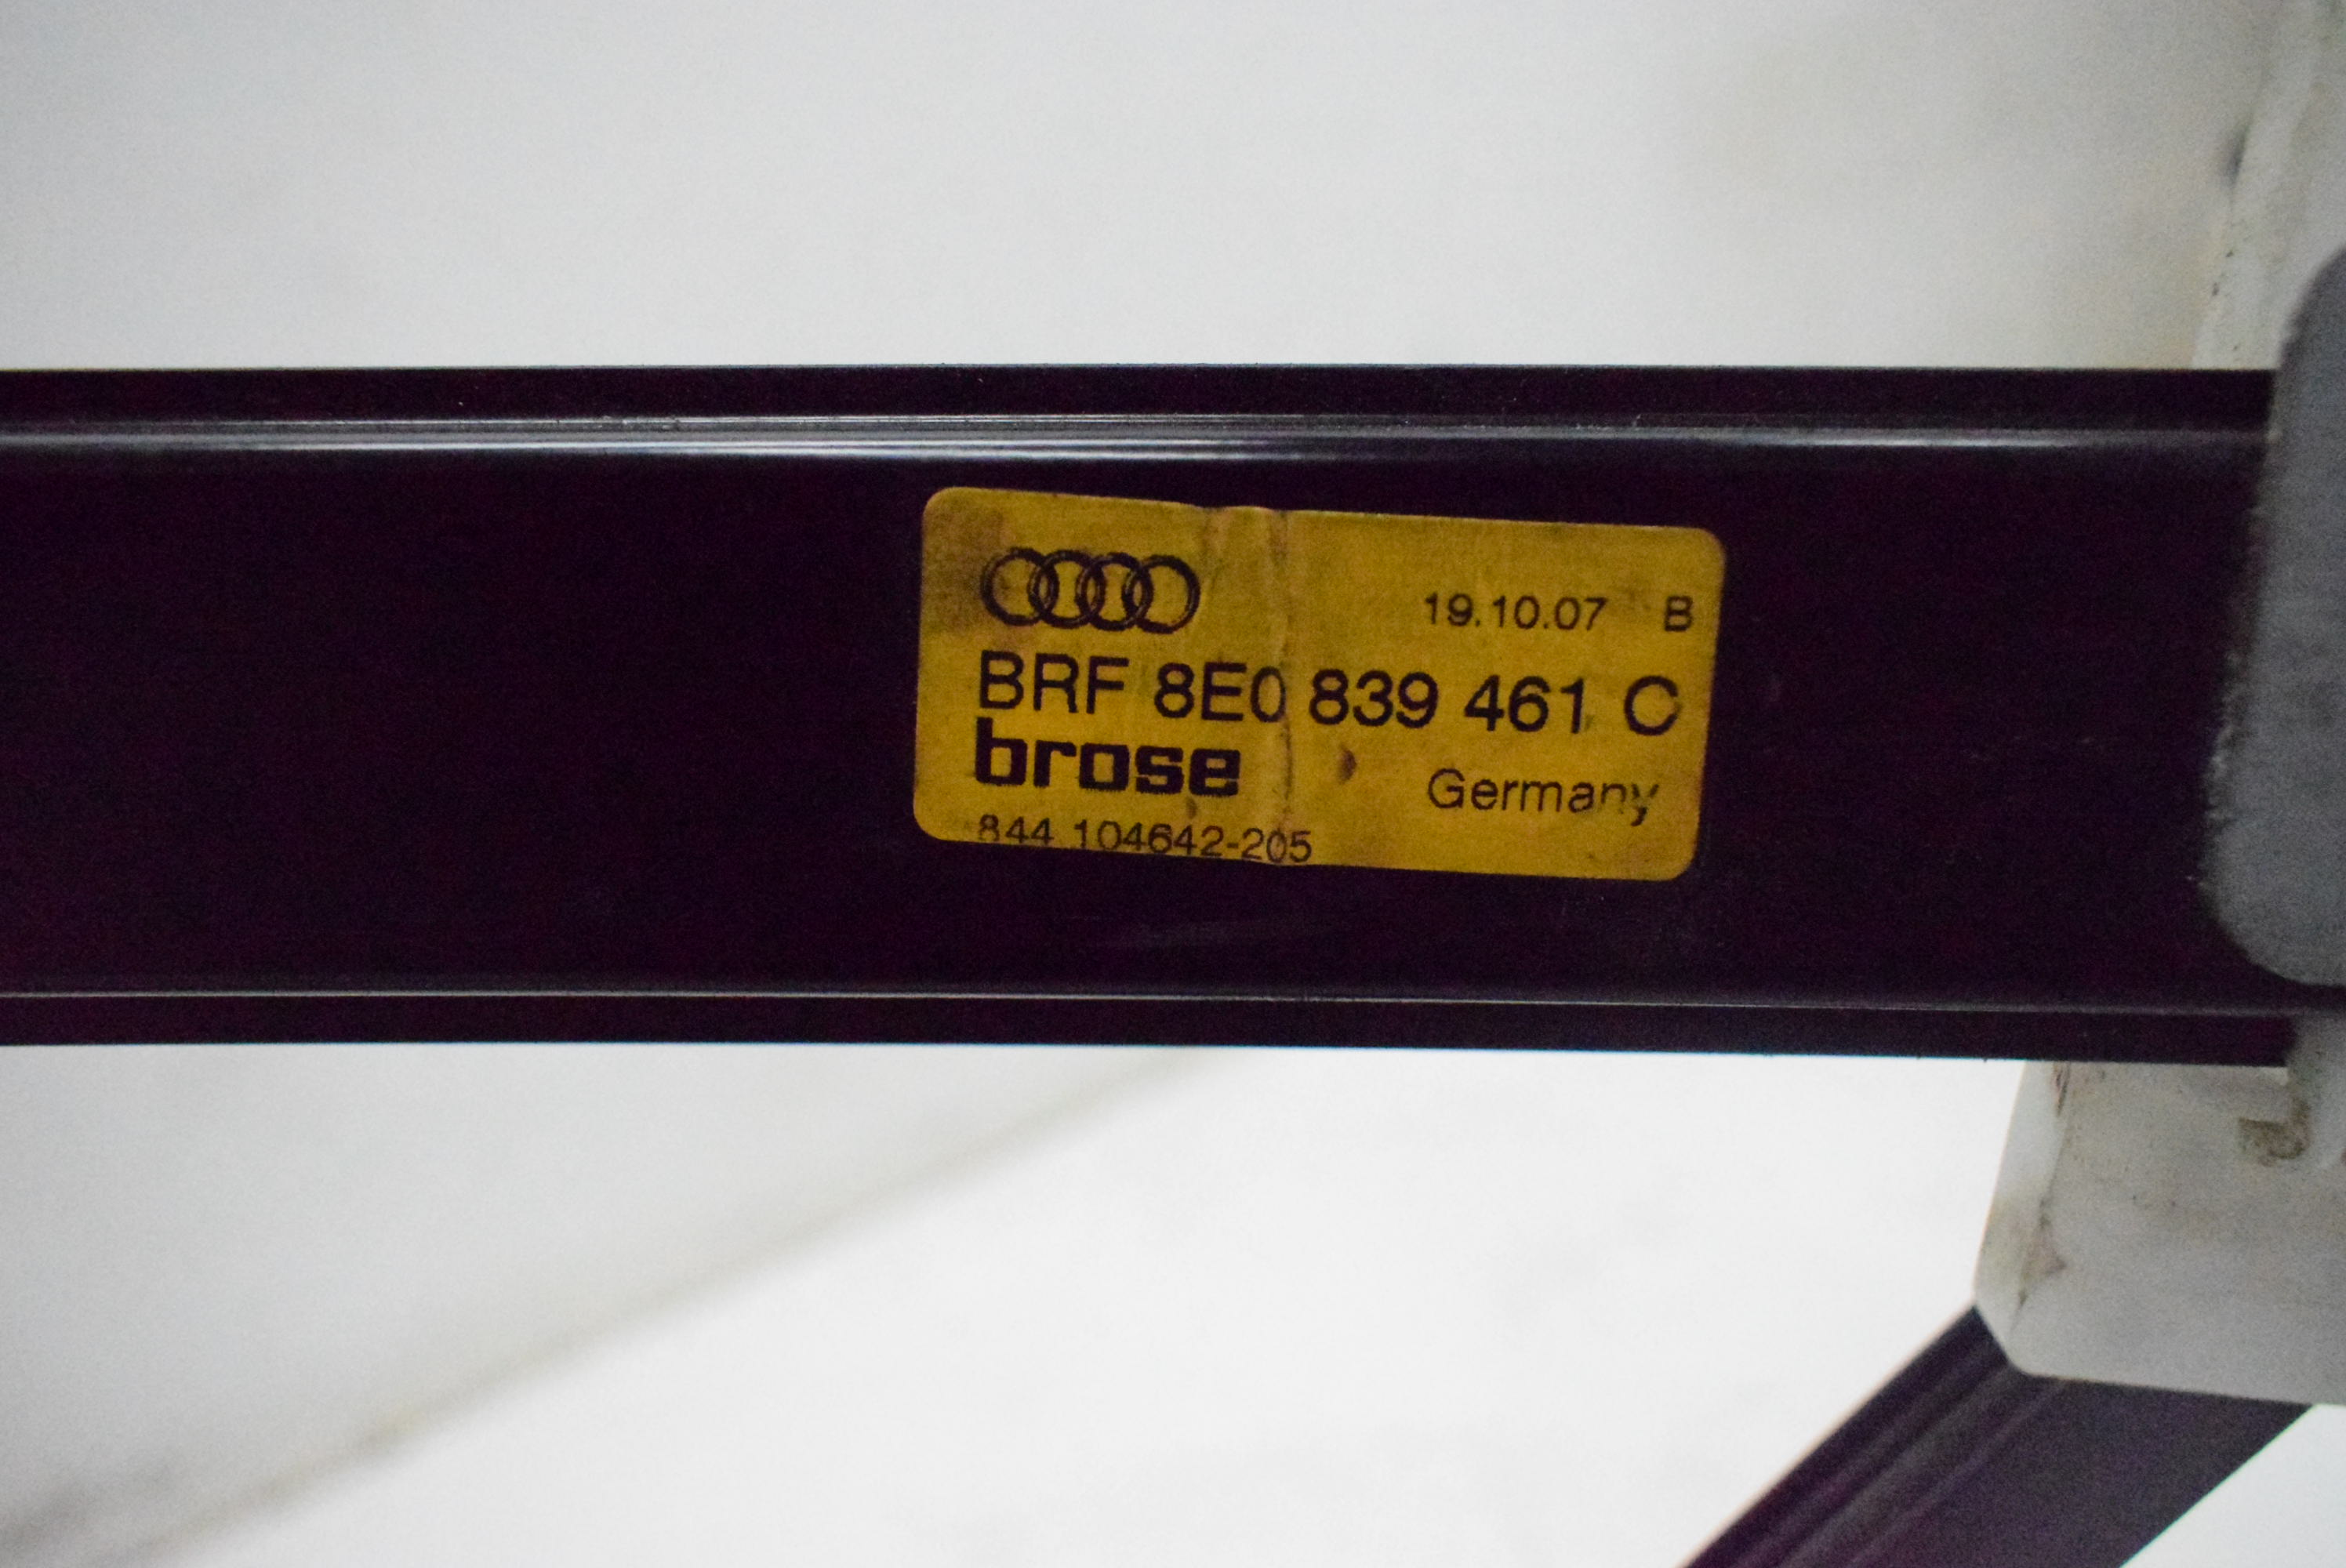 19.10.07 B
BRF 8E0 839 461 C
brose
Germany
844 104642-205